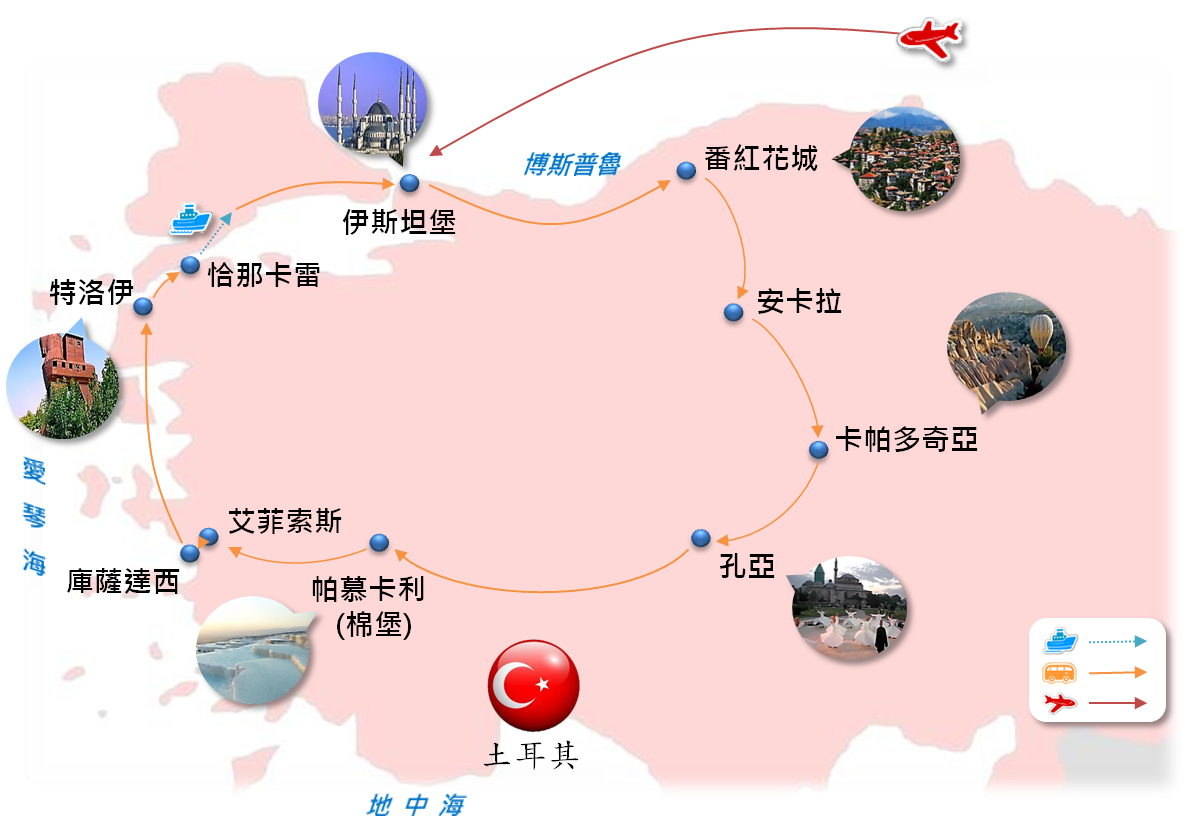 博斯普魯
番紅花城
伊斯坦堡
恰那卡雷
特洛伊
安卡拉
卡帕多奇亞
愛琴海
艾菲索斯
孔亞
庫薩達西
帕慕卡利
(棉堡)
土耳其
地中海